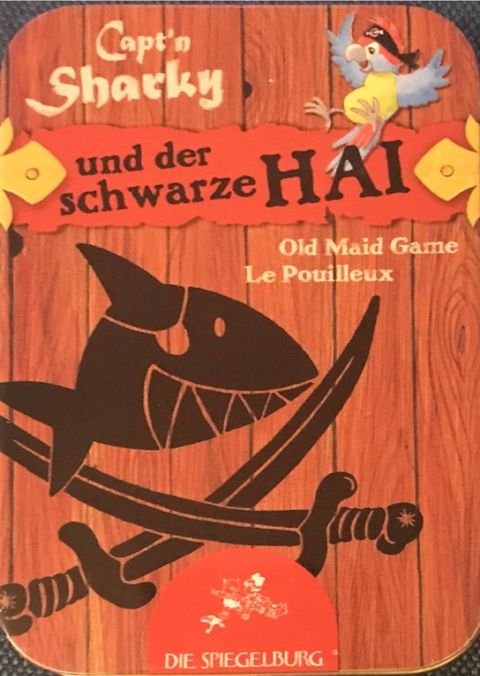 Capt'n
Sharky
und der
schwarze HAI
Old Maid Game
Le Pouilleux
DIE SPIEGELBURG